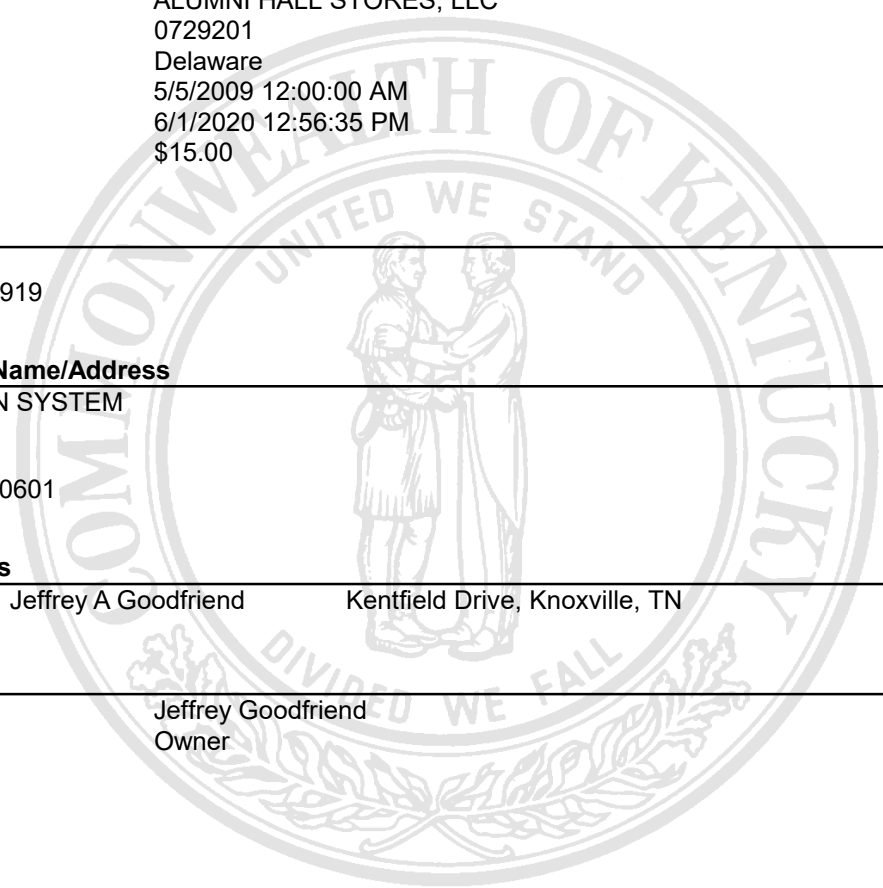 ALUMNI HALL STORES, LLC
0729201
Delaware
5/5/2009 12:00:00 AM
6/1/2020 12:56:35 PM
$15.00
COMMONWEALTH OF KENTUCKY
UNITED WE STAND
919
Name/Address
N SYSTEM
0601
s
Jeffrey A Goodfriend Kentfield Drive, Knoxville, TN
DIVIDED WE FALL
Jeffrey Goodfriend
Owner